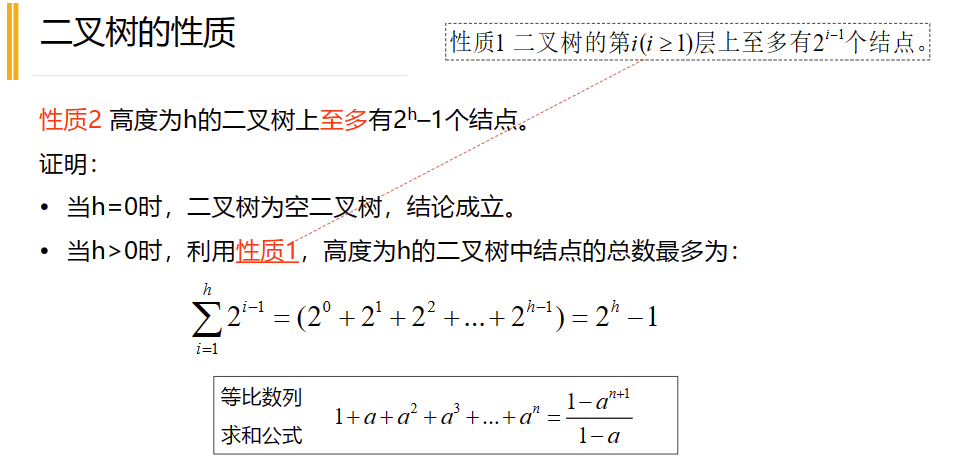 二叉树的性质
性质1 二叉树的第i(i ≥1)层上至多有2^{i−1}个结点。
性质2 高度为h的二叉树上至多有2^h–1个结点。
证明：
• 当h=0时，二叉树为空二叉树，结论成立。
• 当h>0时，利用性质1，高度为h的二叉树中结点的总数最多为：
\sum_{i=1}^{h} 2^{i-1} = (2^0 + 2^1 + 2^2 + ... + 2^{h-1}) = 2^h − 1
等比数列
求和公式
1+a+a^2+a^3+...+a^n = \frac{1-a^{n+1}}{1-a}